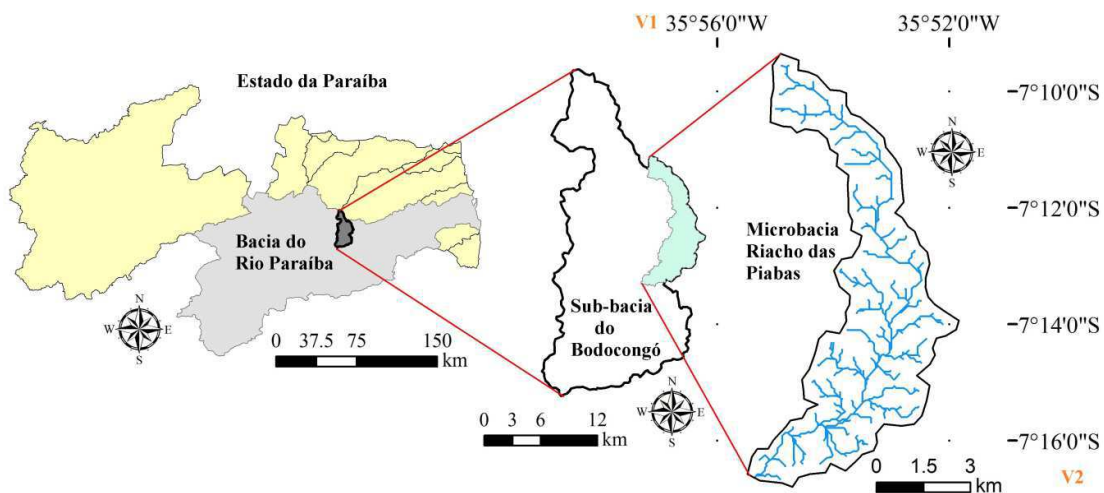 V1
35°56'0"W
35°52'0"W
Estado da Paraíba
−7°10'0"S
N
W
E
S
−7°12'0"S
Bacia do
Rio Paraíba
Microbacia
Riacho das
Piabas
N
W
E
S
Sub-bacia
do
Bodocongó
−7°14'0"S
0 37.5 75 150
km
N
W
E
S
0 3 6 12
km
−7°16'0"S
0 1.5 3
km
V2